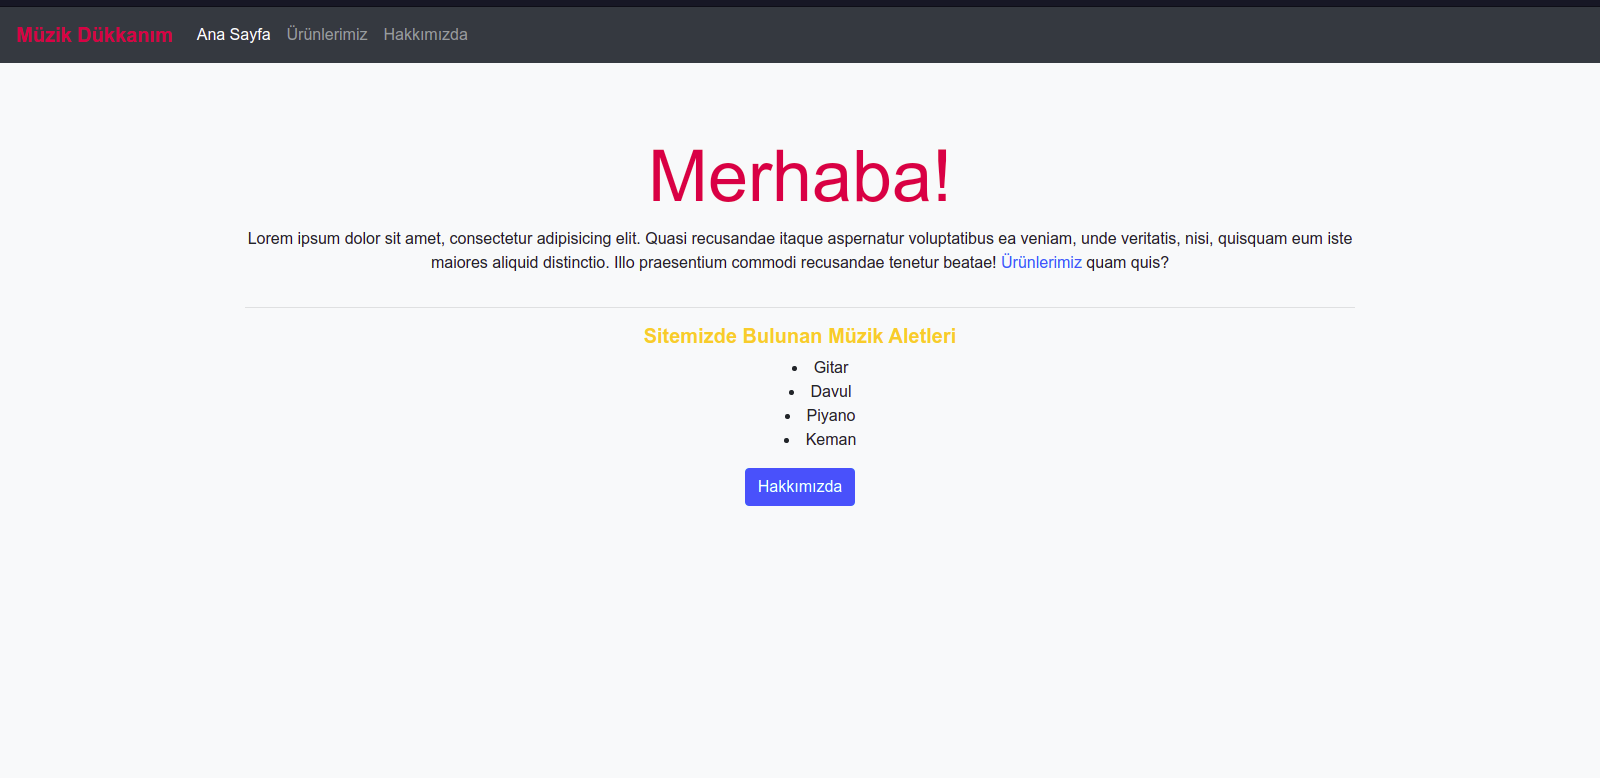 Müzik Dükkanım Ana Sayfa Ürünlerimiz Hakkımızda
Merhaba!
Lorem ipsum dolor sit amet, consectetur adipisicing elit. Quasi recusandae itaque aspernatur voluptatibus ea veniam, unde veritatis, nisi, quisquam eum iste
maiores aliquid distinctio. Illo praesentium commodi recusandae tenetur beatae! Ürünlerimiz quam quis?
Sitemizde Bulunan Müzik Aletleri
• Gitar
• Davul
• Piyano
• Keman
Hakkımızda